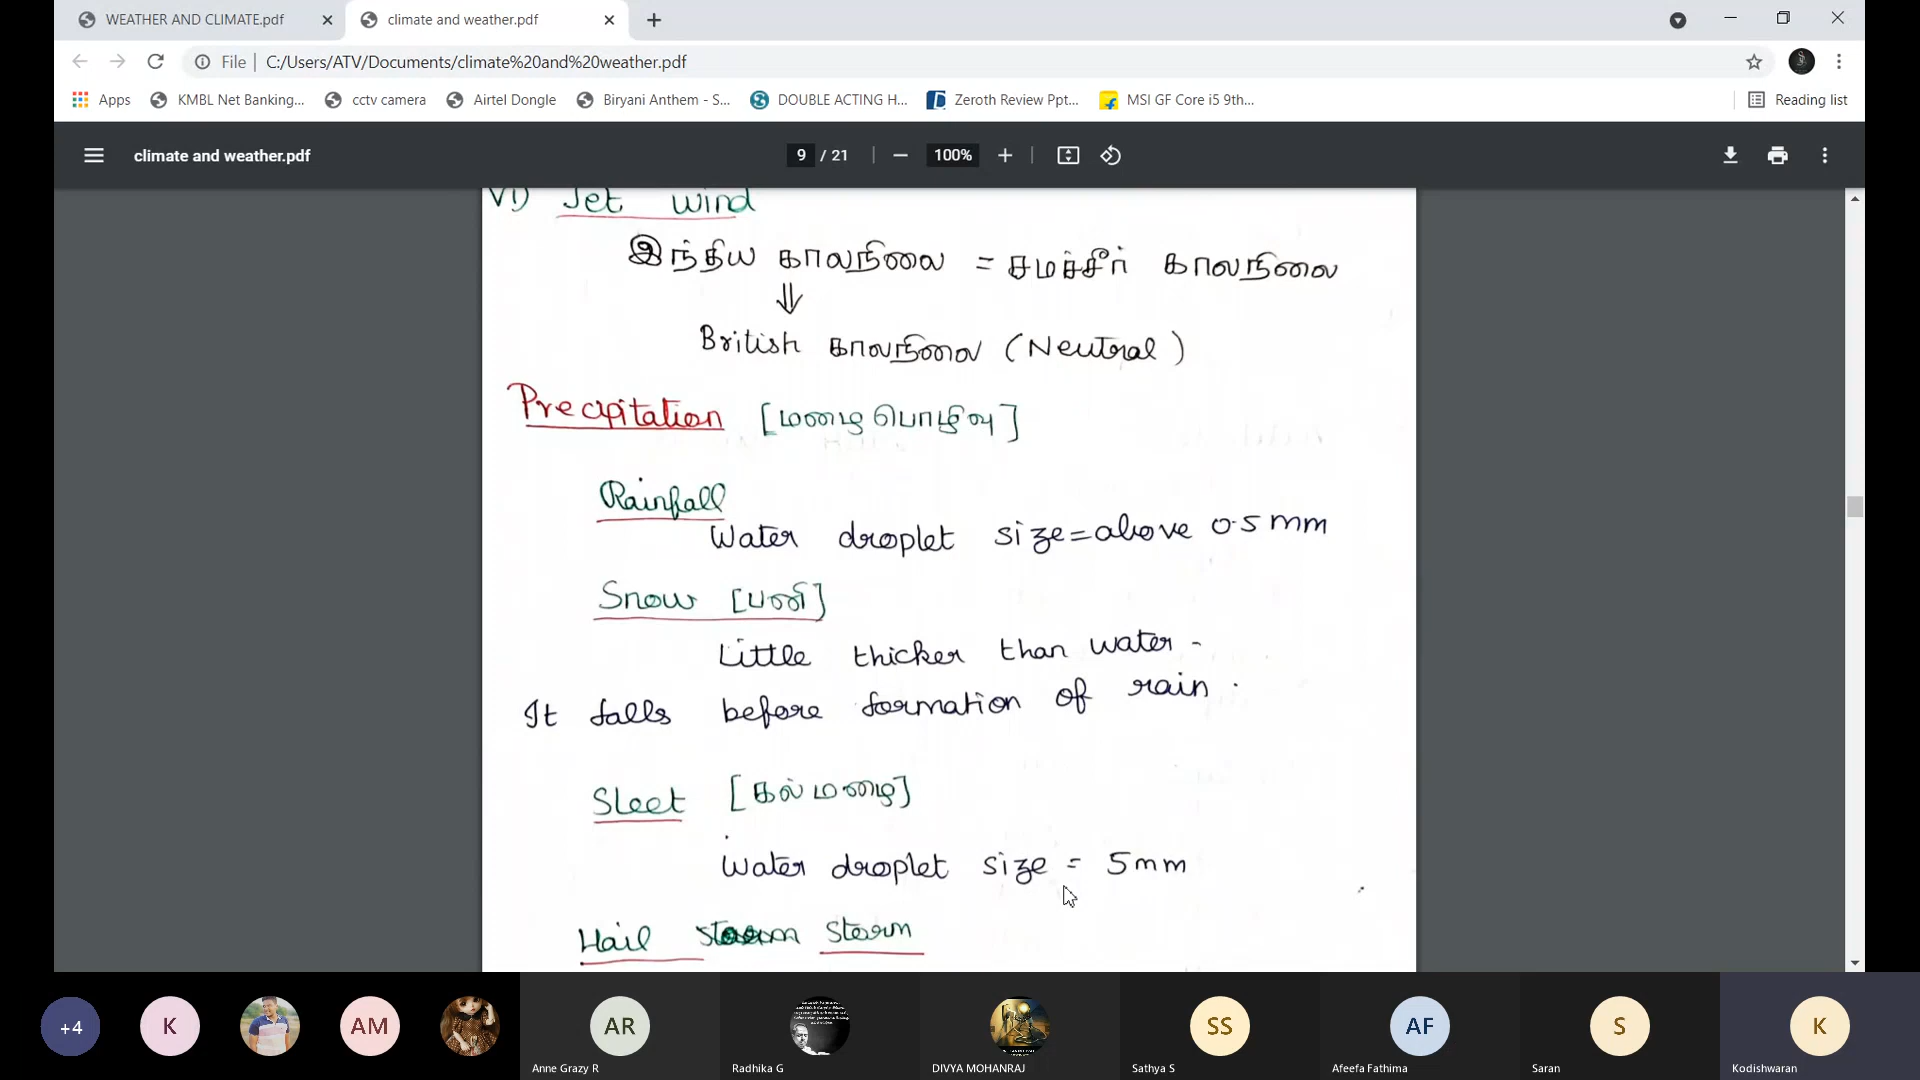 WEATHER AND CLIMATE.pdf
climate and weather.pdf
File | C:/Users/ATV/Documents/climate%20and%20weather.pdf
Apps KMBL Net Banking... cctv camera Airtel Dongle Biryani Anthem - S... DOUBLE ACTING H... Zeroth Review Ppt... MSI GF Core i5 9th... Reading list
climate and weather.pdf 9 / 21 100%
VI) Jet wind
இந்திய காலநிலை = சமச்சீர் காலநிலை
⇓
British காலநிலை (Neutral)
Precipitation [மழை பொழிவு]
Rainfall
Water droplet size = above 0.5 mm
Snow [பனி]
Little thicker than water -
It falls before formation of rain.
Sleet [கல் மழை]
Water droplet size = 5mm
Hail storm
+4 K AM AR SS AF S K
Anne Grazy R Radhika G DIVYA MOHANRAJ Sathya S Afeefa Fathima Saran Kodishwaran